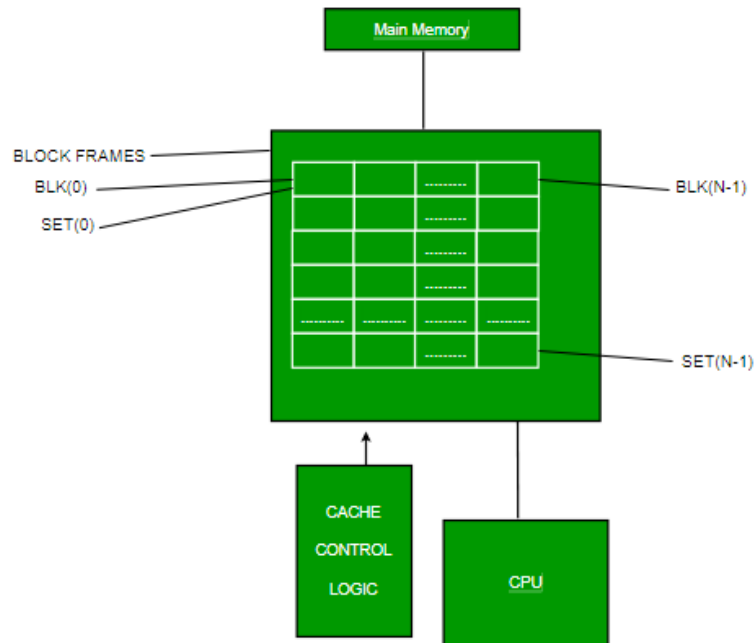 Main Memory
BLOCK FRAMES
BLK(0)
BLK(N-1)
SET(0)
SET(N-1)
CACHE
CONTROL
LOGIC
CPU